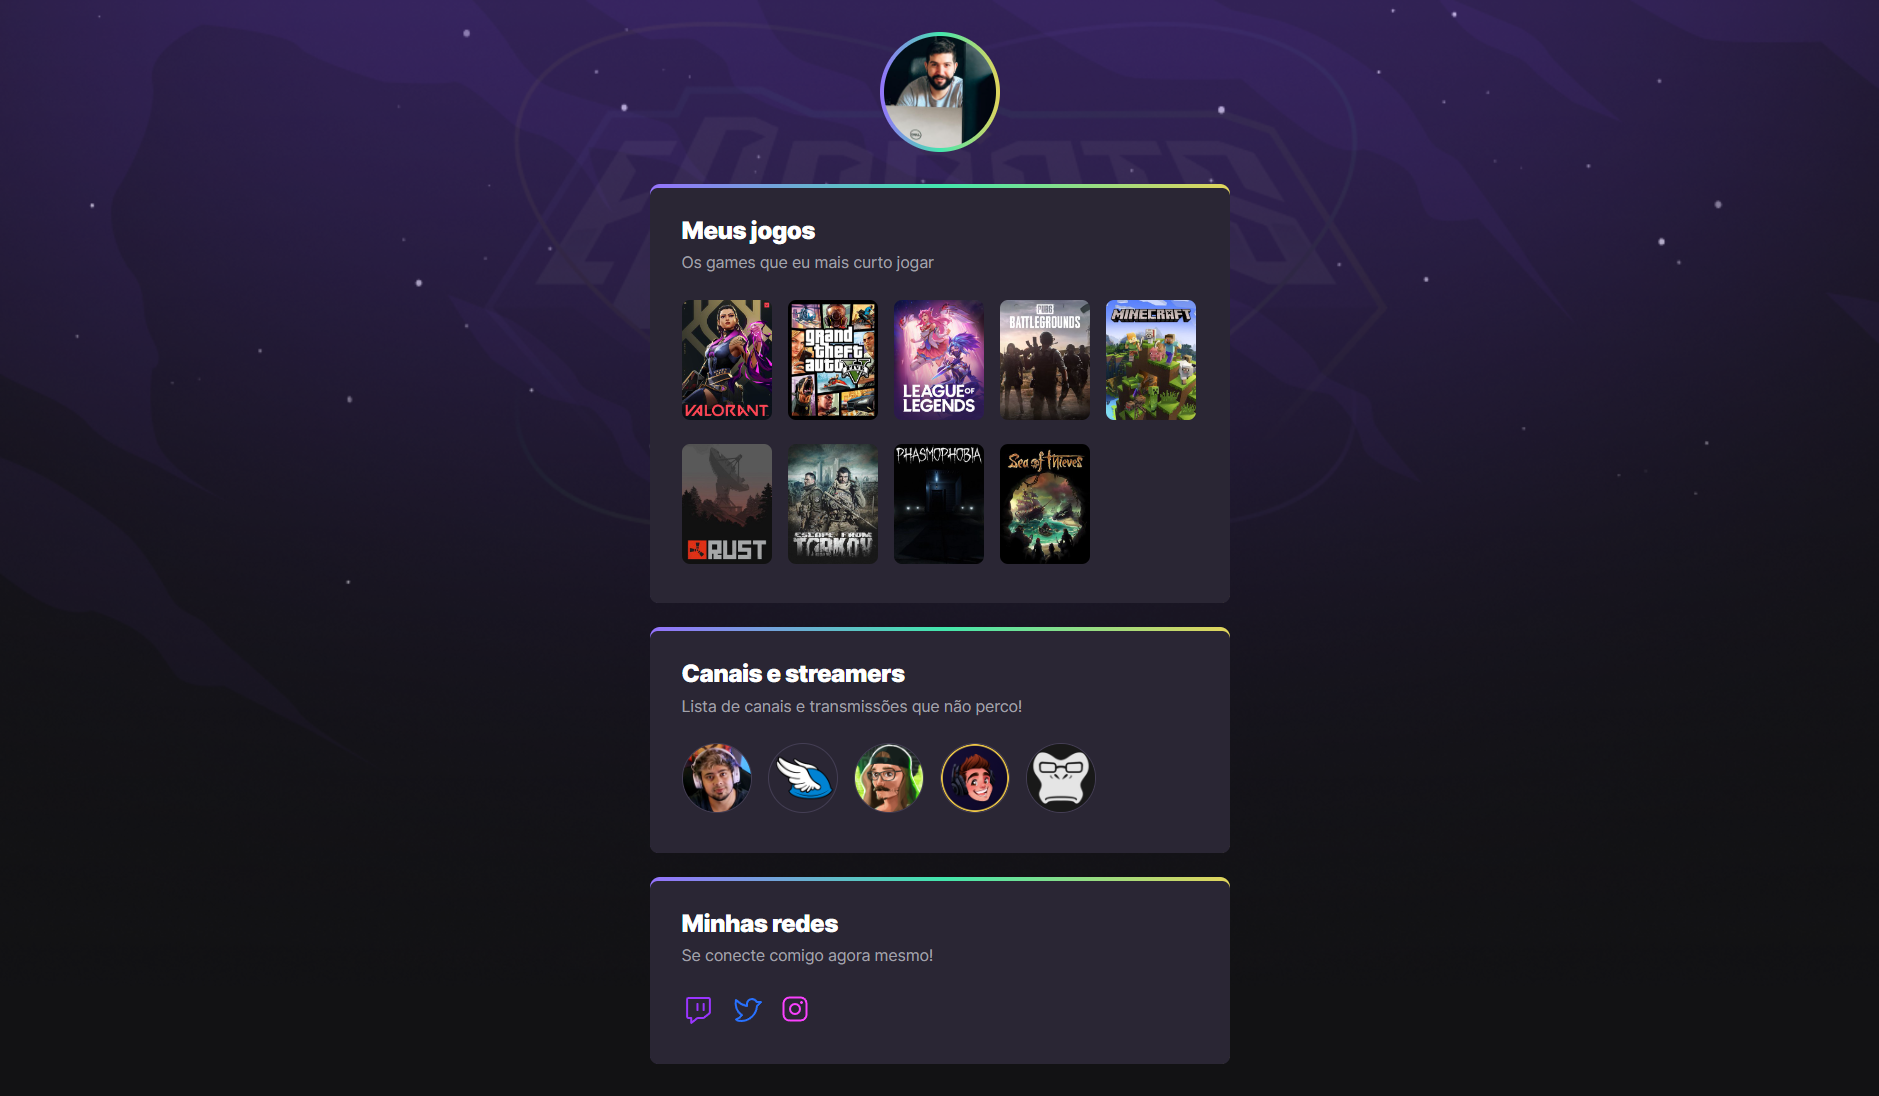 Meus jogos
Os games que eu mais curto jogar
VALORANT
grand
theft
auto
V
FIVE
LEAGUE OF
LEGENDS
PUBG
BATTLEGROUNDS
MINECRAFT
RUST
ESCAPE FROM
TARKOV
PHASMOPHOBIA
Sea of Thieves
Canais e streamers
Lista de canais e transmissões que não perco!
Minhas redes
Se conecte comigo agora mesmo!